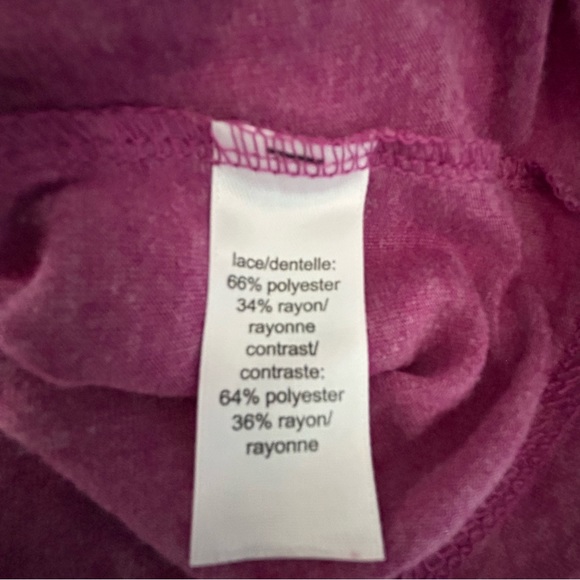 lace/dentelle:
66% polyester
34% rayon/
rayonne
contrast/
contraste:
64% polyester
36% rayon/
rayonne